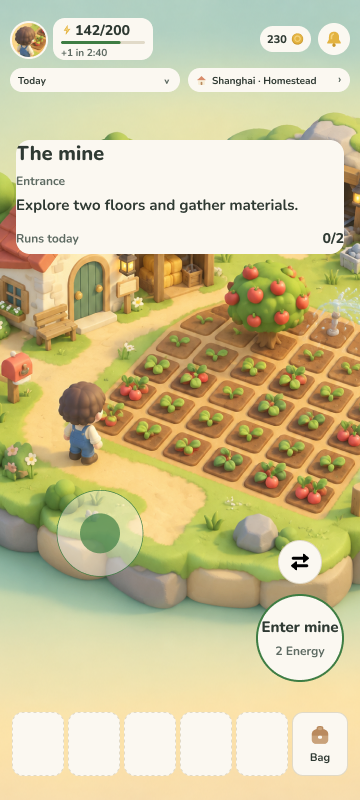 142/200
+1 in 2:40
230
Today
Shanghai · Homestead
The mine
Entrance
Explore two floors and gather materials.
Runs today
0/2
Enter mine
2 Energy
Bag